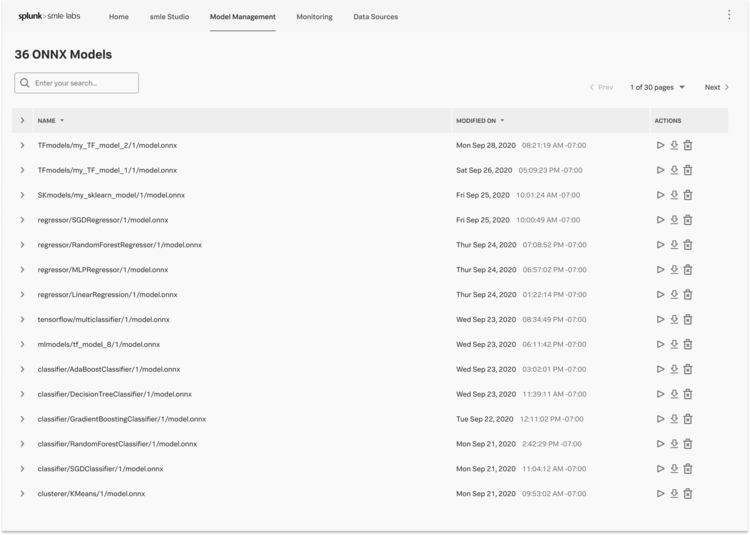 splunk>smle labs Home smle Studio Model Management Monitoring Data Sources
36 ONNX Models
Enter your search...
Prev 1 of 30 pages Next
NAME MODIFIED ON ACTIONS
TFmodels/my_TF_model_2/1/model.onnx Mon Sep 28, 2020 08:21:19 AM -07:00
TFmodels/my_TF_model_1/1/model.onnx Sat Sep 26, 2020 05:09:23 PM -07:00
SKmodels/my_sklearn_model/1/model.onnx Fri Sep 25, 2020 10:01:24 AM -07:00
regressor/SGDRegressor/1/model.onnx Fri Sep 25, 2020 10:00:49 AM -07:00
regressor/RandomForestRegressor/1/model.onnx Thur Sep 24, 2020 07:08:52 PM -07:00
regressor/MLPRegressor/1/model.onnx Thur Sep 24, 2020 06:57:02 PM -07:00
regressor/LinearRegression/1/model.onnx Thur Sep 24, 2020 01:22:14 PM -07:00
tensorflow/multiclassifier/1/model.onnx Wed Sep 23, 2020 08:34:49 PM -07:00
mlmodels/tf_model_8/1/model.onnx Wed Sep 23, 2020 06:11:42 PM -07:00
classifier/AdaBoostClassifier/1/model.onnx Wed Sep 23, 2020 03:02:01 PM -07:00
classifier/DecisionTreeClassifier/1/model.onnx Wed Sep 23, 2020 11:39:11 AM -07:00
classifier/GradientBoostingClassifier/1/model.onnx Tue Sep 22, 2020 12:11:02 PM -07:00
classifier/RandomForestClassifier/1/model.onnx Mon Sep 21, 2020 2:42:29 PM -07:00
classifier/SGDClassifier/1/model.onnx Mon Sep 21, 2020 11:04:12 AM -07:00
clusterer/KMeans/1/model.onnx Mon Sep 21, 2020 09:53:02 AM -07:00